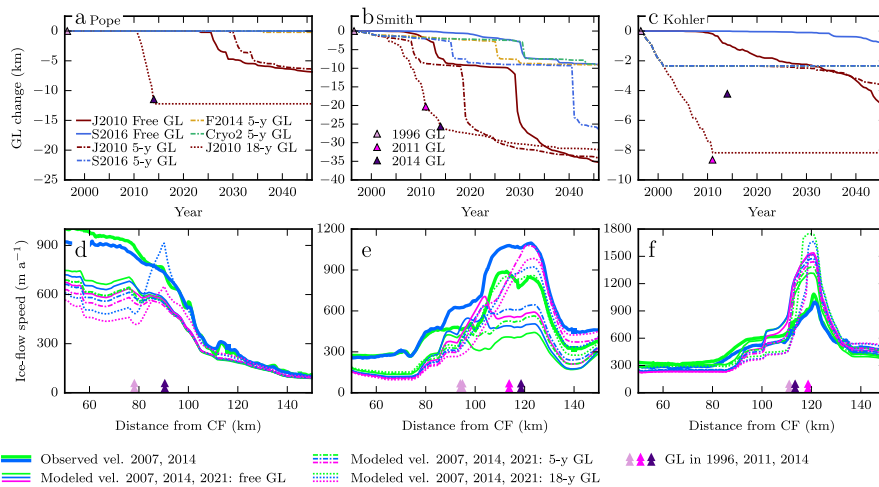 a Pope
b Smith
c Kohler
GL change (km)
5
0
−5
−10
−15
−20
−25
J2010 Free GL
S2016 Free GL
J2010 5-y GL
S2016 5-y GL
F2014 5-y GL
Cryo2 5-y GL
J2010 18-y GL
2000 2010 2020 2030 2040
Year
5
0
−5
−10
−15
−20
−25
−30
−35
−40
1996 GL
2011 GL
2014 GL
2000 2010 2020 2030 2040
Year
2
0
−2
−4
−6
−8
−10
2000 2010 2020 2030 2040
Year
Ice-flow speed (m a⁻¹)
d
900
600
300
0
60 80 100 120 140
Distance from CF (km)
e
1200
900
600
300
0
60 80 100 120 140
Distance from CF (km)
f
1800
1500
1200
900
600
300
0
60 80 100 120 140
Distance from CF (km)
Observed vel. 2007, 2014
Modeled vel. 2007, 2014, 2021: 5-y GL
GL in 1996, 2011, 2014
Modeled vel. 2007, 2014, 2021: free GL
Modeled vel. 2007, 2014, 2021: 18-y GL